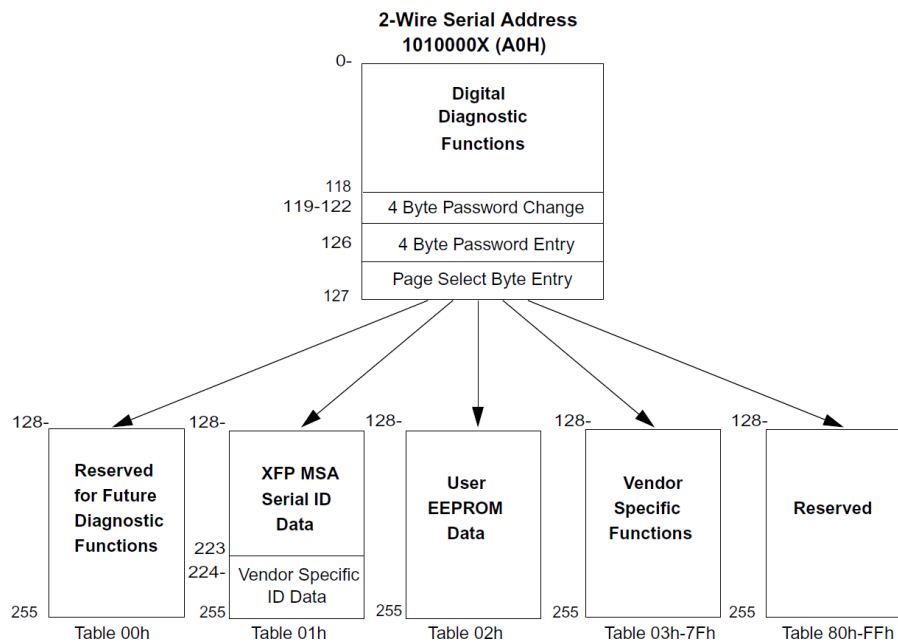 2-Wire Serial Address
1010000X (A0H)
0-
Digital
Diagnostic
Functions
118
119-122
4 Byte Password Change
126
4 Byte Password Entry
Page Select Byte Entry
127
128-
Reserved
for Future
Diagnostic
Functions
255
Table 00h
128-
XFP MSA
Serial ID
Data
223
224-
Vendor Specific
ID Data
255
Table 01h
128-
User
EEPROM
Data
255
Table 02h
128-
Vendor
Specific
Functions
255
Table 03h-7Fh
128-
Reserved
255
Table 80h-FFh